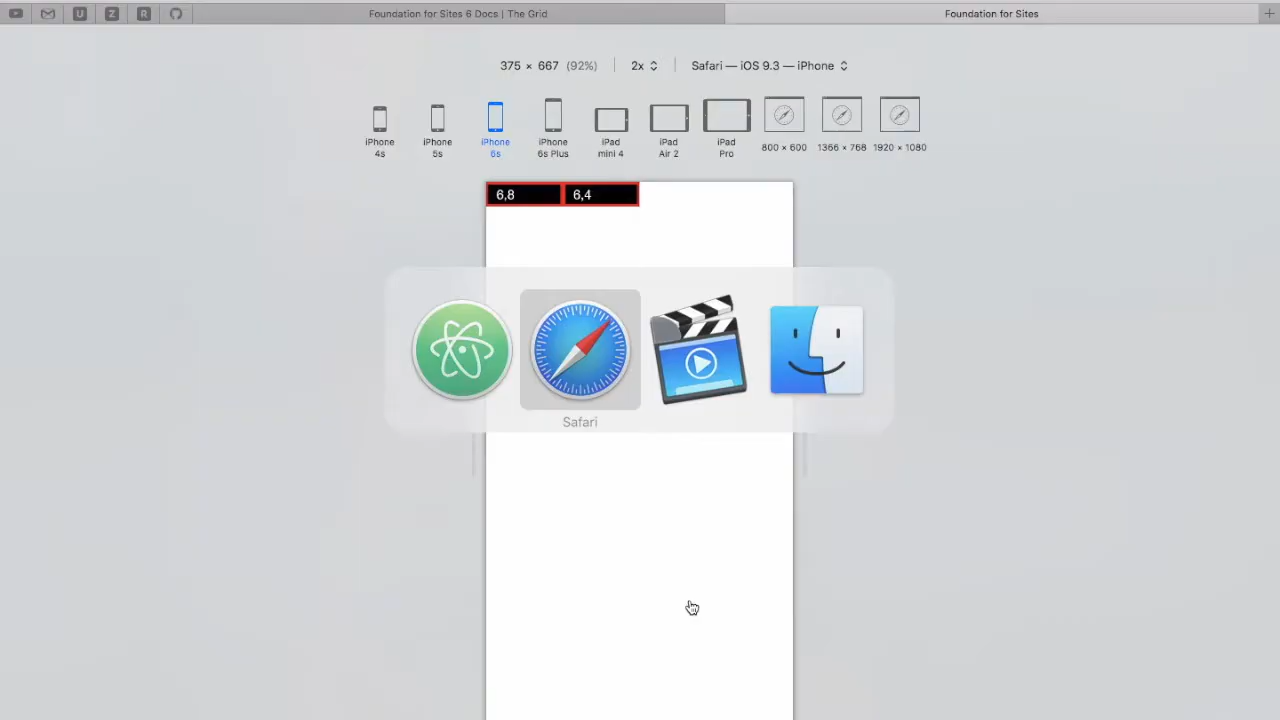 U Z R Foundation for Sites 6 Docs | The Grid Foundation for Sites +
375 × 667 (92%) 2x Safari — iOS 9.3 — iPhone
iPhone 4s
iPhone 5s
iPhone 6s
iPhone 6s Plus
iPad mini 4
iPad Air 2
iPad Pro
800 × 600
1366 × 768
1920 × 1080
6,8 6,4
Safari